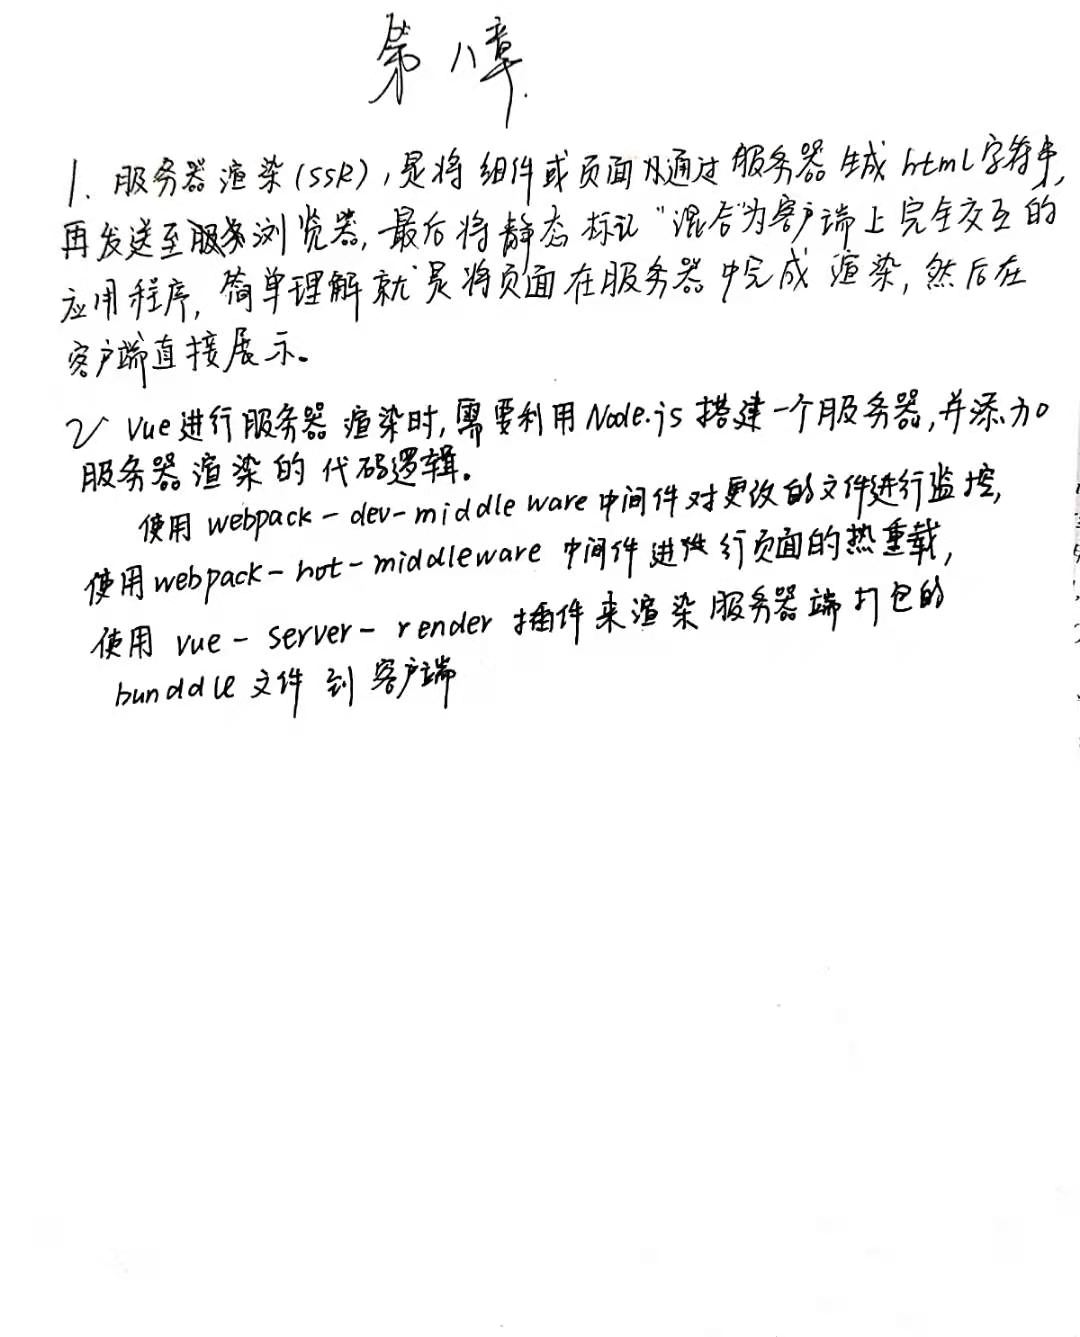 第八章
1. 服务器渲染(SSR),是将组件或页面通过服务器生成html字符串,
再发送至浏览器,最后将静态标记"混合"为客户端上完全交互的
应用程序,简单理解就是将页面在服务器中完成渲染,然后在
客户端直接展示。
2、Vue进行服务器渲染时,需要利用Node.js搭建一个服务器,并添加
服务器渲染的代码逻辑。
使用webpack-dev-middleware中间件对更改的文件进行监控,
使用webpack-hot-middleware中间件进行页面的热重载,
使用vue-server-render插件来渲染服务器端打包的
bunddle文件到客户端